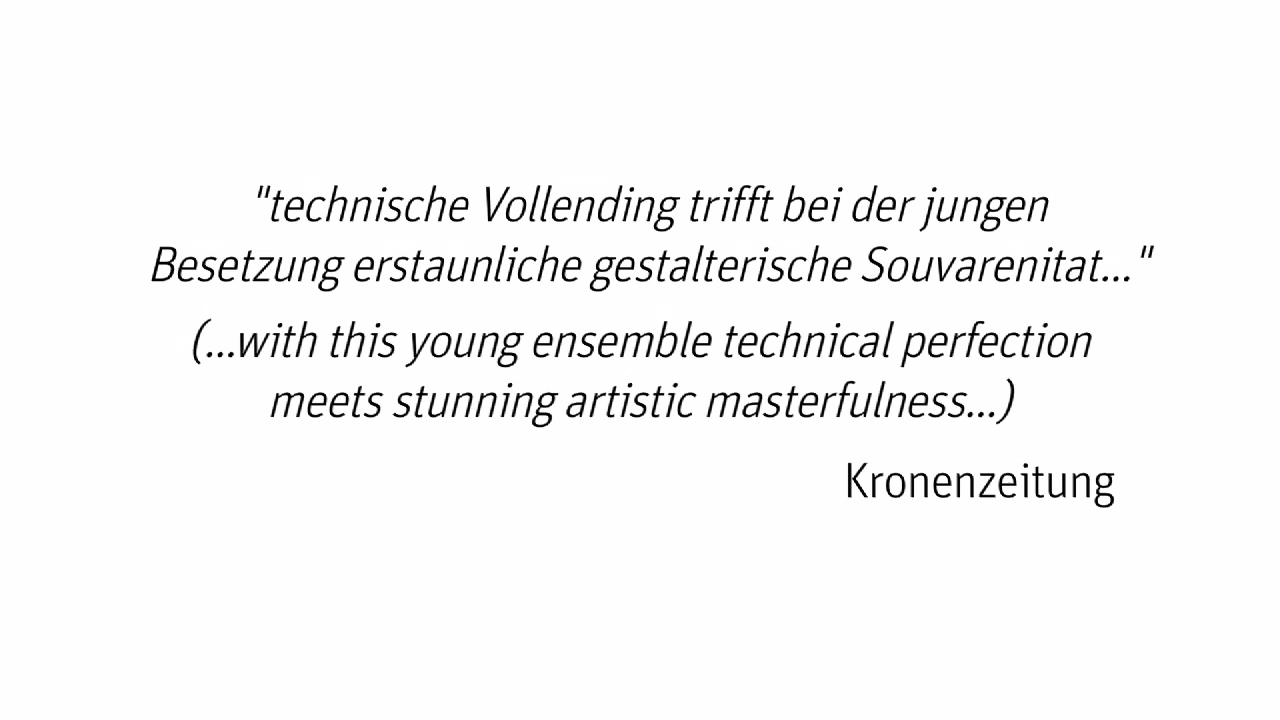 "technische Vollending trifft bei der jungen
Besetzung erstaunliche gestalterische Souvarenitat..."
(...with this young ensemble technical perfection
meets stunning artistic masterfulness...)
Kronenzeitung